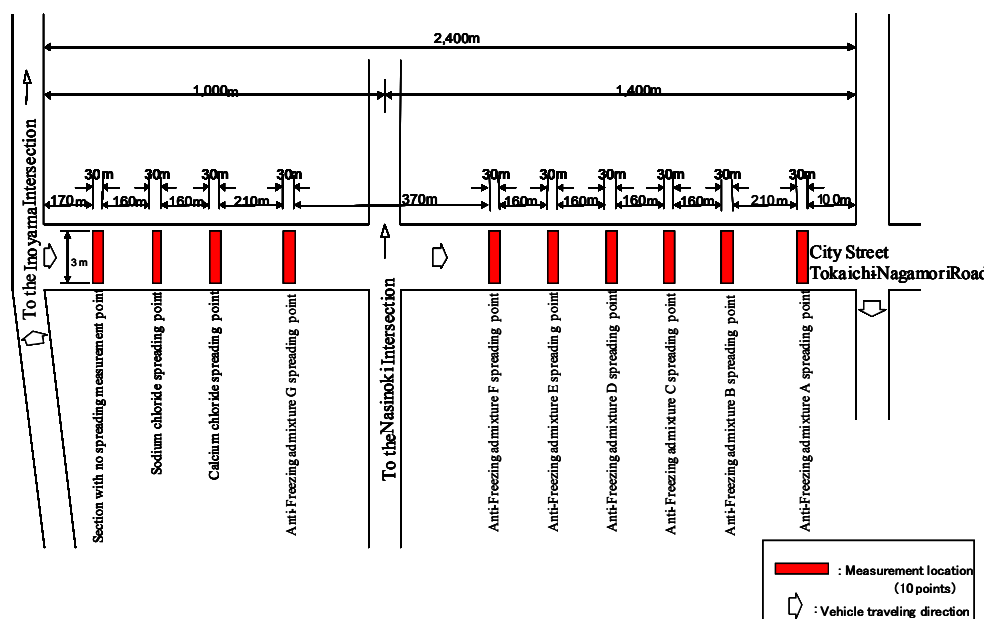 2,400m
1,000m
1,400m
30m 30m 30m 30m 30m 30m 30m 30m 30m 30m
170m 160m 160m 210m 370m 160m 160m 160m 160m 210m 100m
3m
To the Inoyama Intersection
To the Nasinoki Intersection
City Street
Tokaichi-Nagamori Road
Section with no spreading measurement point
Sodium chloride spreading point
Calcium chloride spreading point
Anti-Freezing admixture G spreading point
Anti-Freezing admixture F spreading point
Anti-Freezing admixture E spreading point
Anti-Freezing admixture D spreading point
Anti-Freezing admixture C spreading point
Anti-Freezing admixture B spreading point
Anti-Freezing admixture A spreading point
: Measurement location
(10 points)
: Vehicle traveling direction